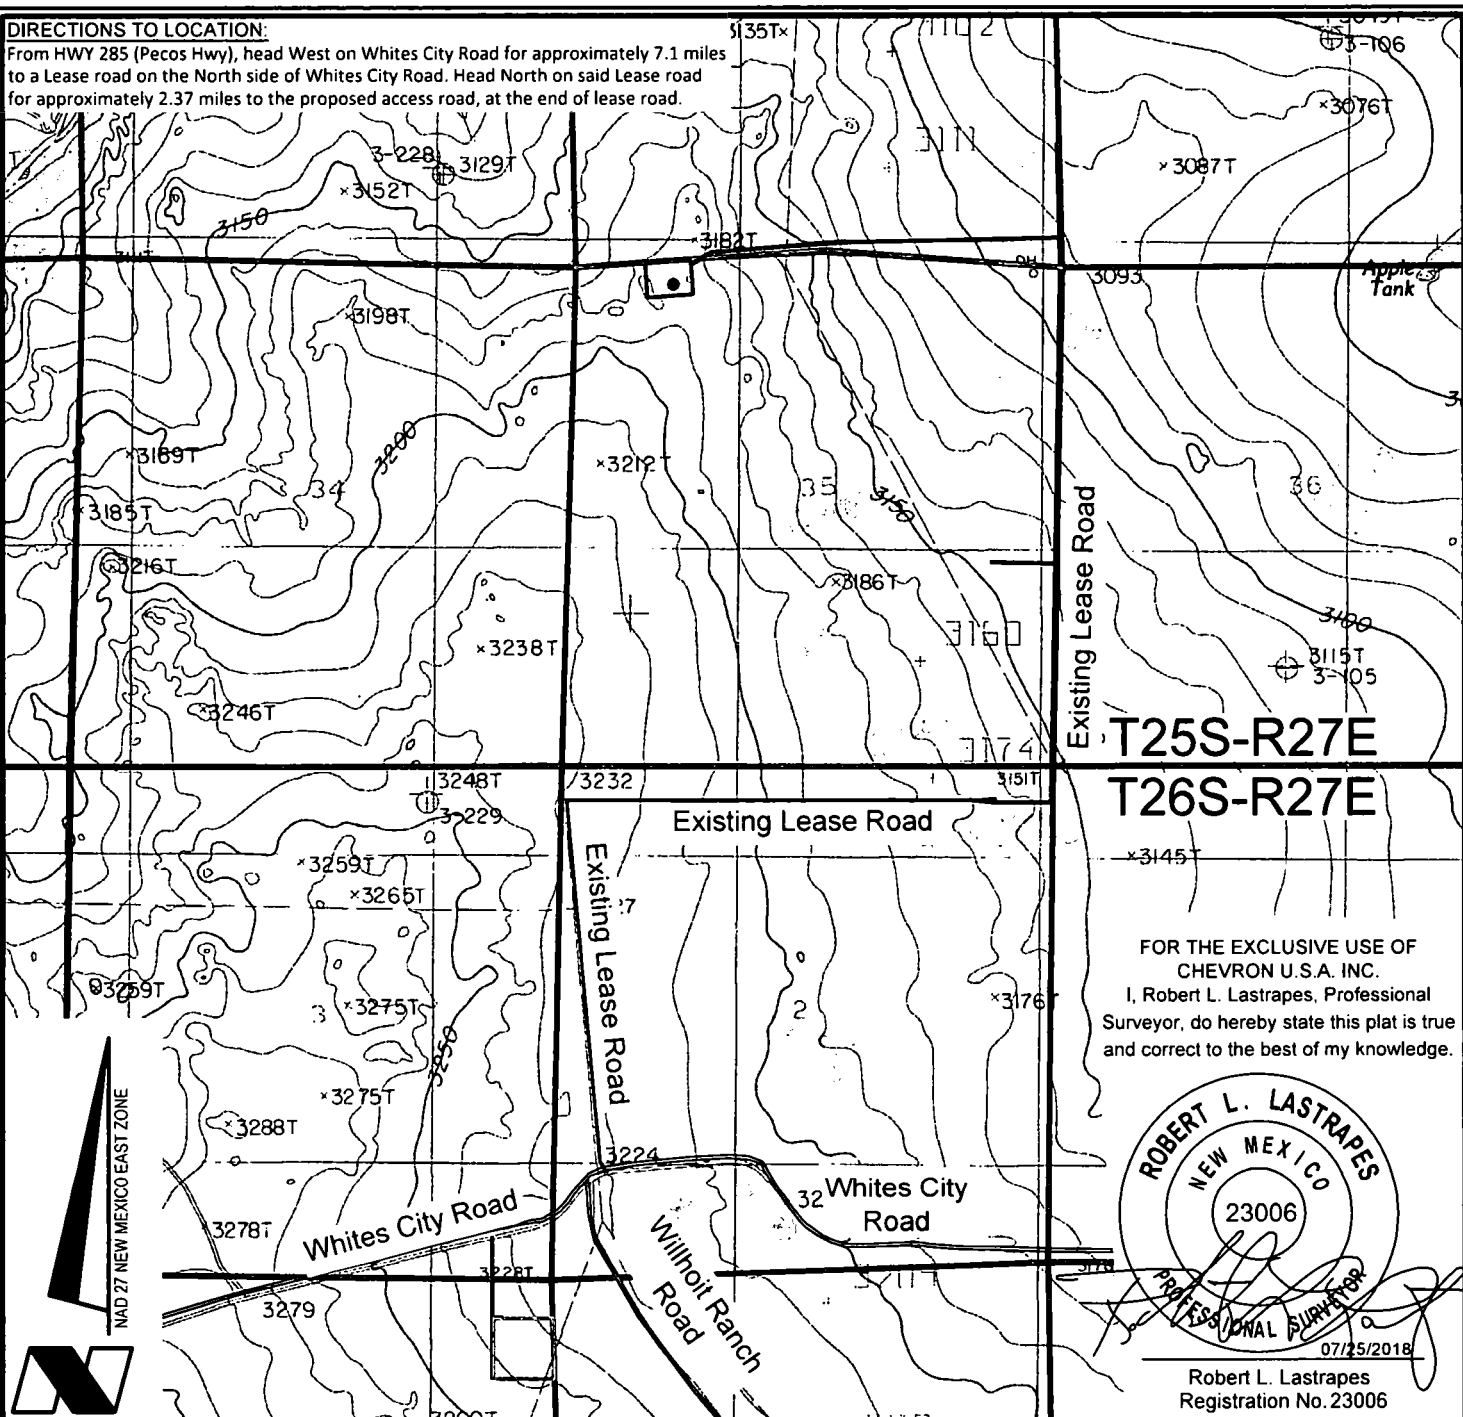 DIRECTIONS TO LOCATION:
From HWY 285 (Pecos Hwy), head West on Whites City Road for approximately 7.1 miles
to a Lease road on the North side of Whites City Road. Head North on said Lease road
for approximately 2.37 miles to the proposed access road, at the end of lease road.
3-106
3076T
3111
3-228
3129T
3087T
3152T
3150
3182T
3093
Apple
Tank
3198T
3200
3189T
3212T
34
35
3150
36
3185T
3216T
3186T
Existing Lease Road
3160
3100
3238T
3115T
3-105
3246T
3174
T25S-R27E
3248T
3232
3151T
T26S-R27E
3-229
Existing Lease Road
3259T
3145T
3265T
Existing Lease Road
FOR THE EXCLUSIVE USE OF
CHEVRON U.S.A. INC.
I, Robert L. Lastrapes, Professional
Surveyor, do hereby state this plat is true
and correct to the best of my knowledge.
3259T
3275T
3
2
3176T
3250
3275T
3288T
3224
NAD 27 NEW MEXICO EAST ZONE
ROBERT L. LASTRAPES
NEW MEXICO
23006
PROFESSIONAL SURVEYOR
Whites City Road
32
Whites City
Road
3278T
Willhoit Ranch
Road
3228T
3279
N
07/25/2018
Robert L. Lastrapes
Registration No. 23006